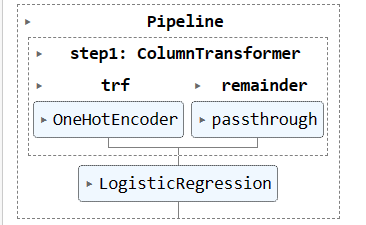 Pipeline
step1: ColumnTransformer
trf remainder
OneHotEncoder passthrough
LogisticRegression